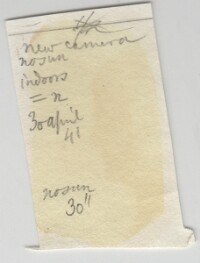 new camera
no sun
indoors
= n
30 april
41
no sun
30"